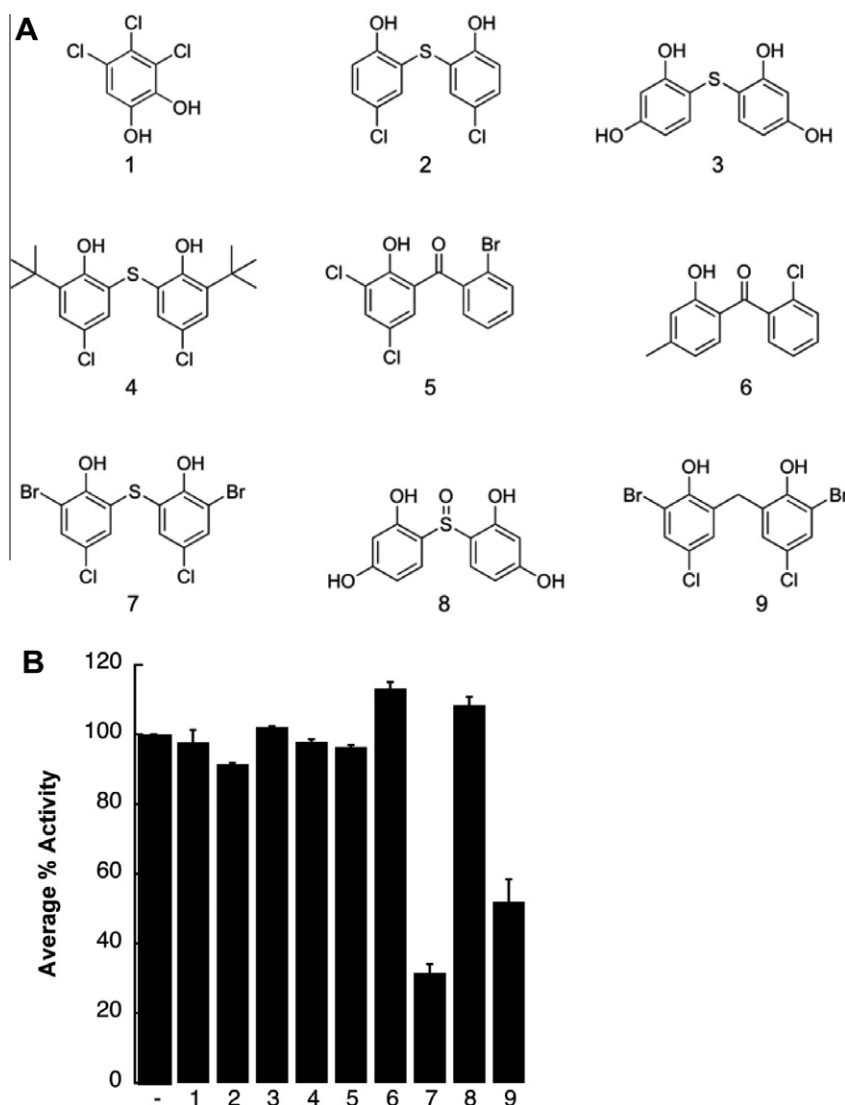 A
Cl OH OH
Cl Cl S OH OH
S
OH
OH Cl Cl HO OH
1 2 3
OH OH OH O Br
S Cl OH O Cl
Cl Cl Cl
4 5 6
OH OH OH OH
Br S Br OH O OH Br Br
S
Cl Cl HO OH Cl Cl
7 8 9
B
Average % Activity
120
100
80
60
40
20
0
- 1 2 3 4 5 6 7 8 9